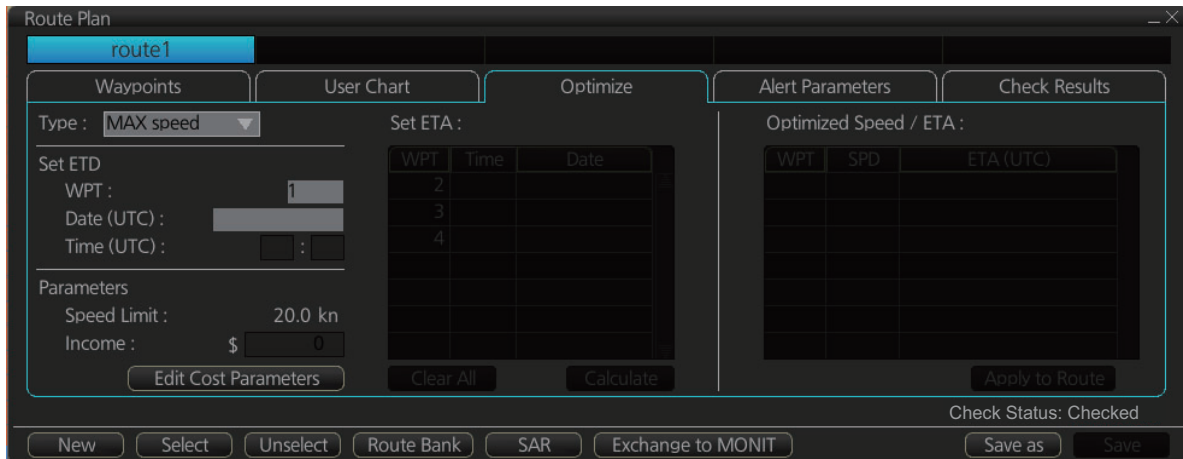 Route Plan
route1
Waypoints User Chart Optimize Alert Parameters Check Results
Type : MAX speed Set ETA : Optimized Speed / ETA :
Set ETD WPT Time Date WPT SPD ETA (UTC)
WPT : 1 2
Date (UTC) : 3
Time (UTC) : : 4
Parameters
Speed Limit : 20.0 kn
Income : $ 0
Edit Cost Parameters Clear All Calculate Apply to Route
Check Status: Checked
New Select Unselect Route Bank SAR Exchange to MONIT Save as Save